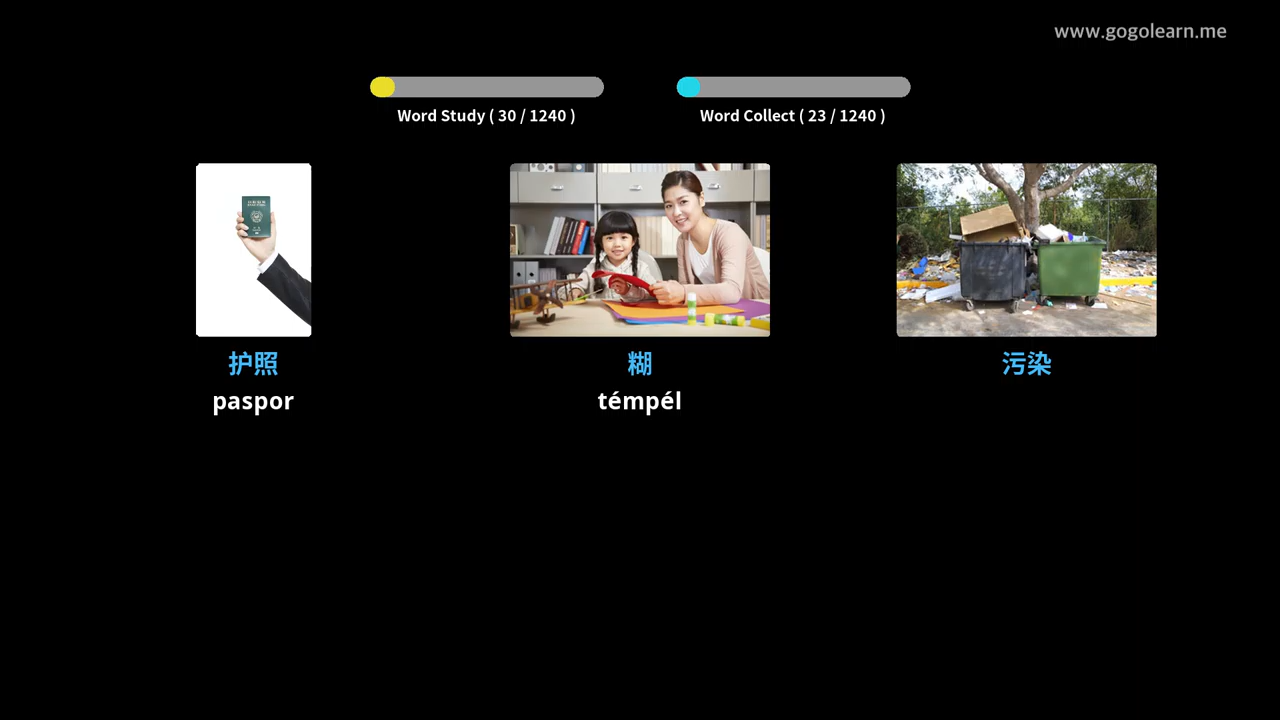 www.gogolearn.me
Word Study ( 30 / 1240 )
Word Collect ( 23 / 1240 )
护照
糊
污染
paspor
témpél